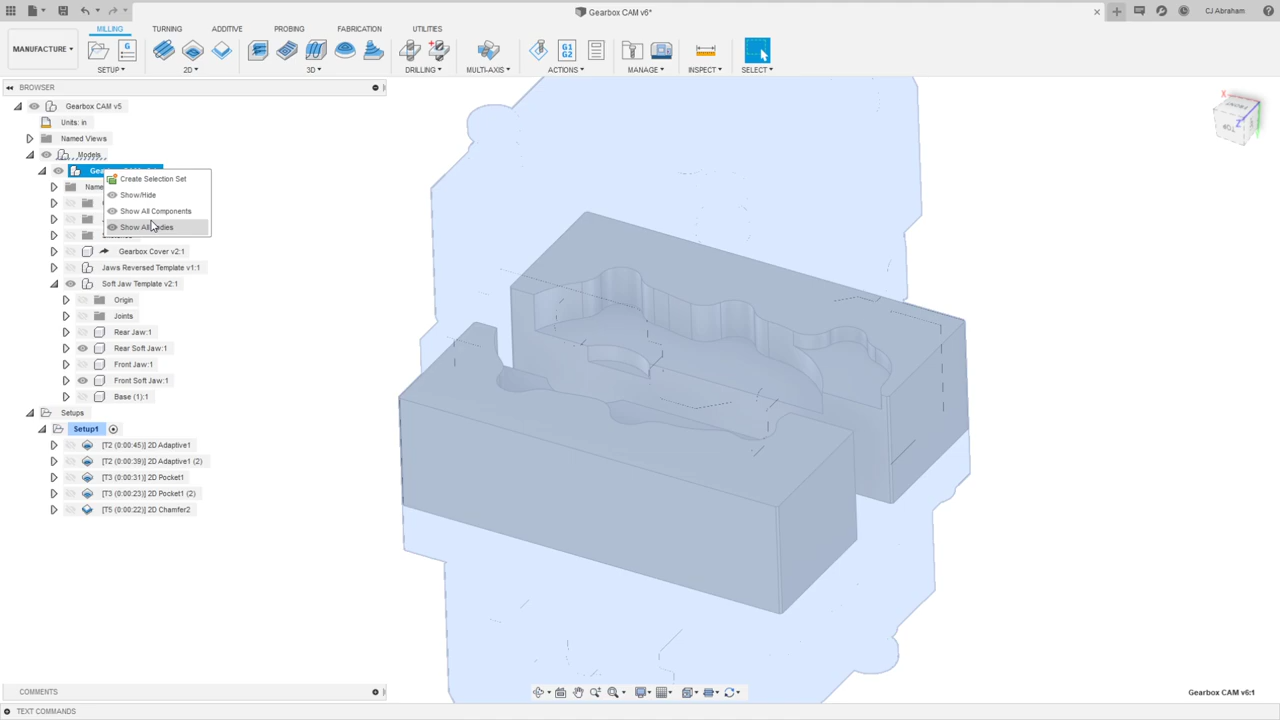 Gearbox CAM v6*
CJ Abraham
MANUFACTURE
MILLING
TURNING
ADDITIVE
PROBING
FABRICATION
UTILITIES
SETUP
2D
3D
DRILLING
MULTI-AXIS
ACTIONS
MANAGE
INSPECT
SELECT
G
G1
G2
BROWSER
Gearbox CAM v5
Units: in
Named Views
Models
Create Selection Set
Show/Hide
Show All Components
Gearbox Cover v2:1
Jaws Reversed Template v1:1
Soft Jaw Template v2:1
Origin
Joints
Rear Jaw:1
Rear Soft Jaw:1
Front Jaw:1
Front Soft Jaw:1
Base (1):1
Setups
Setup1
[T2 (0:00:45)] 2D Adaptive1
[T2 (0:00:39)] 2D Adaptive1 (2)
[T3 (0:00:31)] 2D Pocket1
[T3 (0:00:23)] 2D Pocket1 (2)
[T5 (0:00:22)] 2D Chamfer2
FRONT
TOP
X
Z
COMMENTS
TEXT COMMANDS
Gearbox CAM v6:1